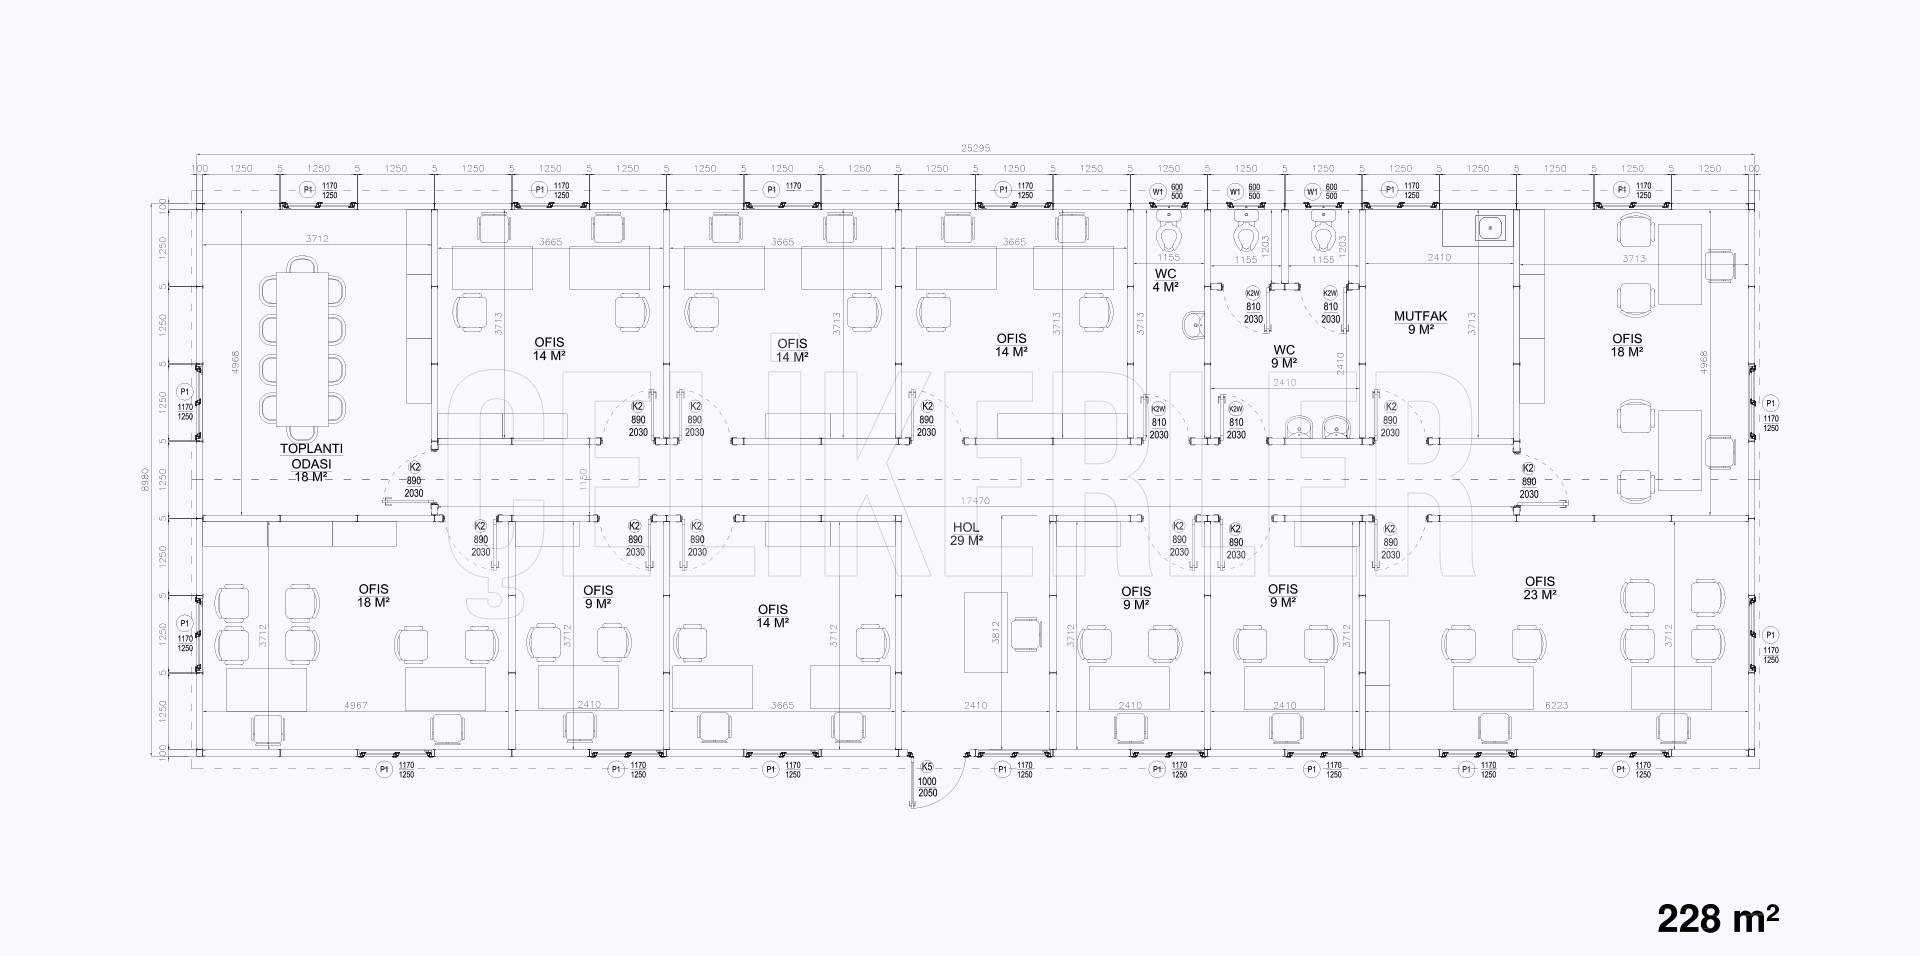 25295
100 1250 5 1250 5 1250 5 1250 5 1250 5 1250 5 1250 5 1250 5 1250 5 1250 5 1250 5 1250 5 1250 5 1250 5 1250 5 1250 5 1250 5 1250 5 1250 5 1250 100
P1 1170 1250
P1 1170 1250
P1 1170
P1 1170 1250
W1 600 500
W1 600 500
W1 600 500
P1 1170 1250
P1 1170 1250
8980
100 1250 5 1250 5 1250 5 1250 5 1250 5 1250 5 1250 100
3712
3665
3665
3665
1155
1155
1155
1203
1203
2410
3713
4968
3713
3713
3713
3713
3713
4968
WC
4 M²
K2W 810 2030
K2W 810 2030
MUTFAK
9 M²
OFIS
14 M²
OFIS
14 M²
OFIS
14 M²
WC
9 M²
2410
2410
OFIS
18 M²
P1 1170 1250
P1 1170 1250
K2 890 2030
K2 890 2030
K2 890 2030
K2W 810 2030
K2W 810 2030
K2 890 2030
TOPLANTI
ODASI
18 M²
K2 890 2030
1150
K2 890 2030
ÇELİKERLER
17470
HOL
29 M²
K2 890 2030
K2 890 2030
K2 890 2030
K2 890 2030
K2 890 2030
K2 890 2030
OFIS
18 M²
OFIS
9 M²
OFIS
14 M²
OFIS
9 M²
OFIS
9 M²
OFIS
23 M²
P1 1170 1250
P1 1170 1250
3712
3712
3712
3812
3712
3712
3712
4967
2410
3665
2410
2410
2410
6223
P1 1170 1250
P1 1170 1250
P1 1170 1250
K5 1000 2050
P1 1170 1250
P1 1170 1250
P1 1170 1250
P1 1170 1250
P1 1170 1250
228 m²